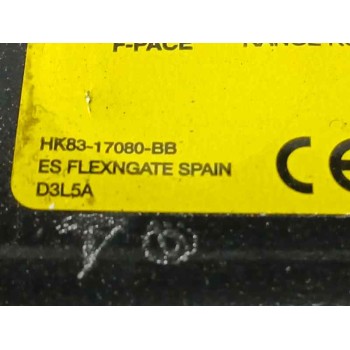 F-PACE
HK83-17080-BB
ES FLEXNGATE SPAIN
D3L5A
CE